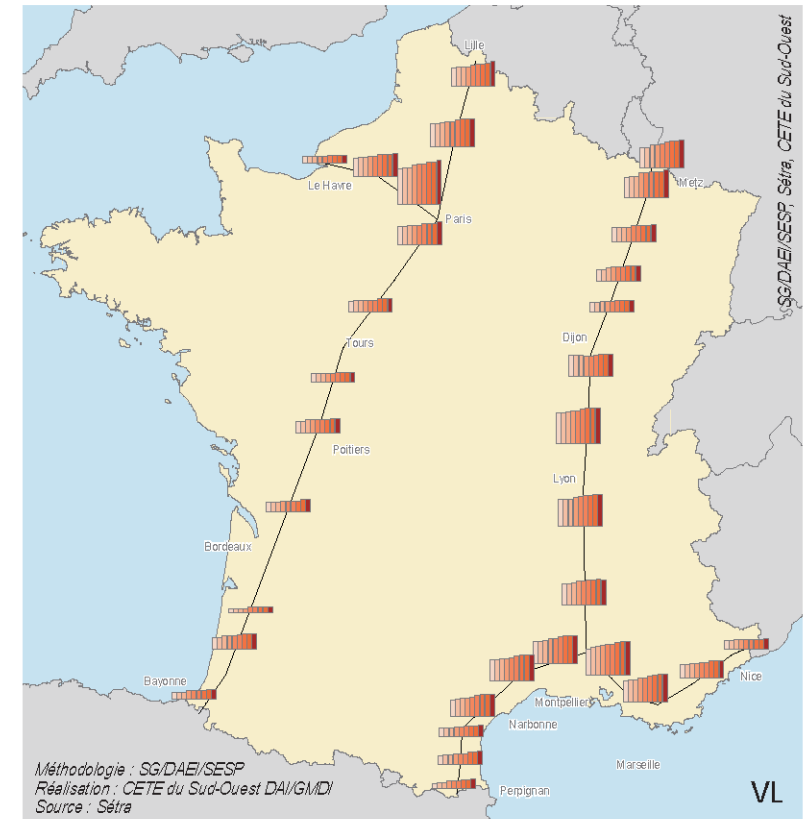 Lille
SG/DAEI/SESP, Sétra, CETE du Sud-Ouest
Le Havre
Metz
Paris
Dijon
Tours
Poitiers
Lyon
Bordeaux
Bayonne
Nice
Montpellier
Narbonne
Marseille
Perpignan
Méthodologie : SG/DAEI/SESP
Réalisation : CETE du Sud-Ouest DAI/GMDI
Source : Sétra
VL